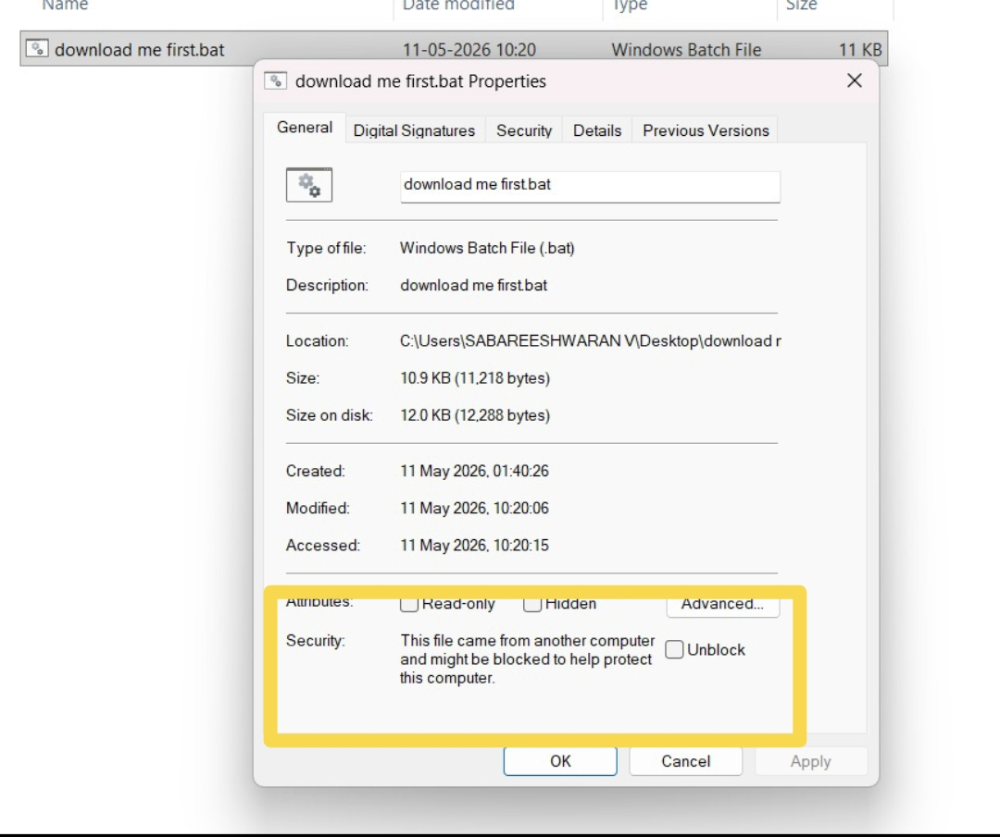 Name Date modified Type Size
download me first.bat 11-05-2026 10:20 Windows Batch File 11 KB
download me first.bat Properties
General Digital Signatures Security Details Previous Versions
download me first.bat
Type of file: Windows Batch File (.bat)
Description: download me first.bat
Location: C:\Users\SABAREESHWARAN V\Desktop\download r
Size: 10.9 KB (11,218 bytes)
Size on disk: 12.0 KB (12,288 bytes)
Created: 11 May 2026, 01:40:26
Modified: 11 May 2026, 10:20:06
Accessed: 11 May 2026, 10:20:15
Attributes: Read-only Hidden Advanced...
Security: This file came from another computer
and might be blocked to help protect Unblock
this computer.
OK Cancel Apply